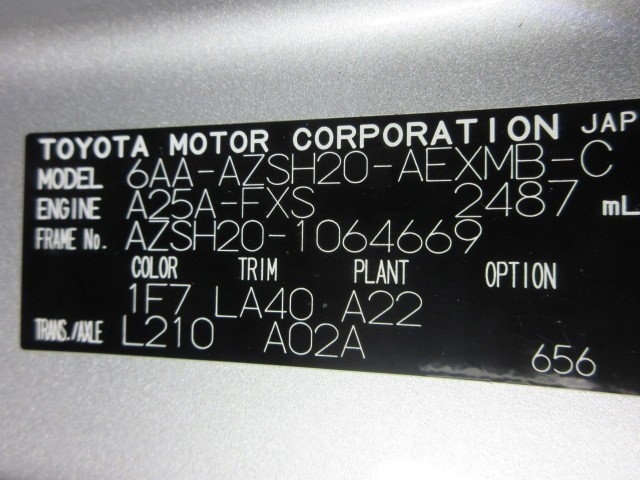 TOYOTA MOTOR CORPORATION JAP
MODEL 6AA-AZSH20-AEXMB-C
ENGINE A25A-FXS 2487 mL
FRAME No. AZSH20-1064669
COLOR TRIM PLANT OPTION
1F7 LA40 A22
TRANS./AXLE L210 A02A
656